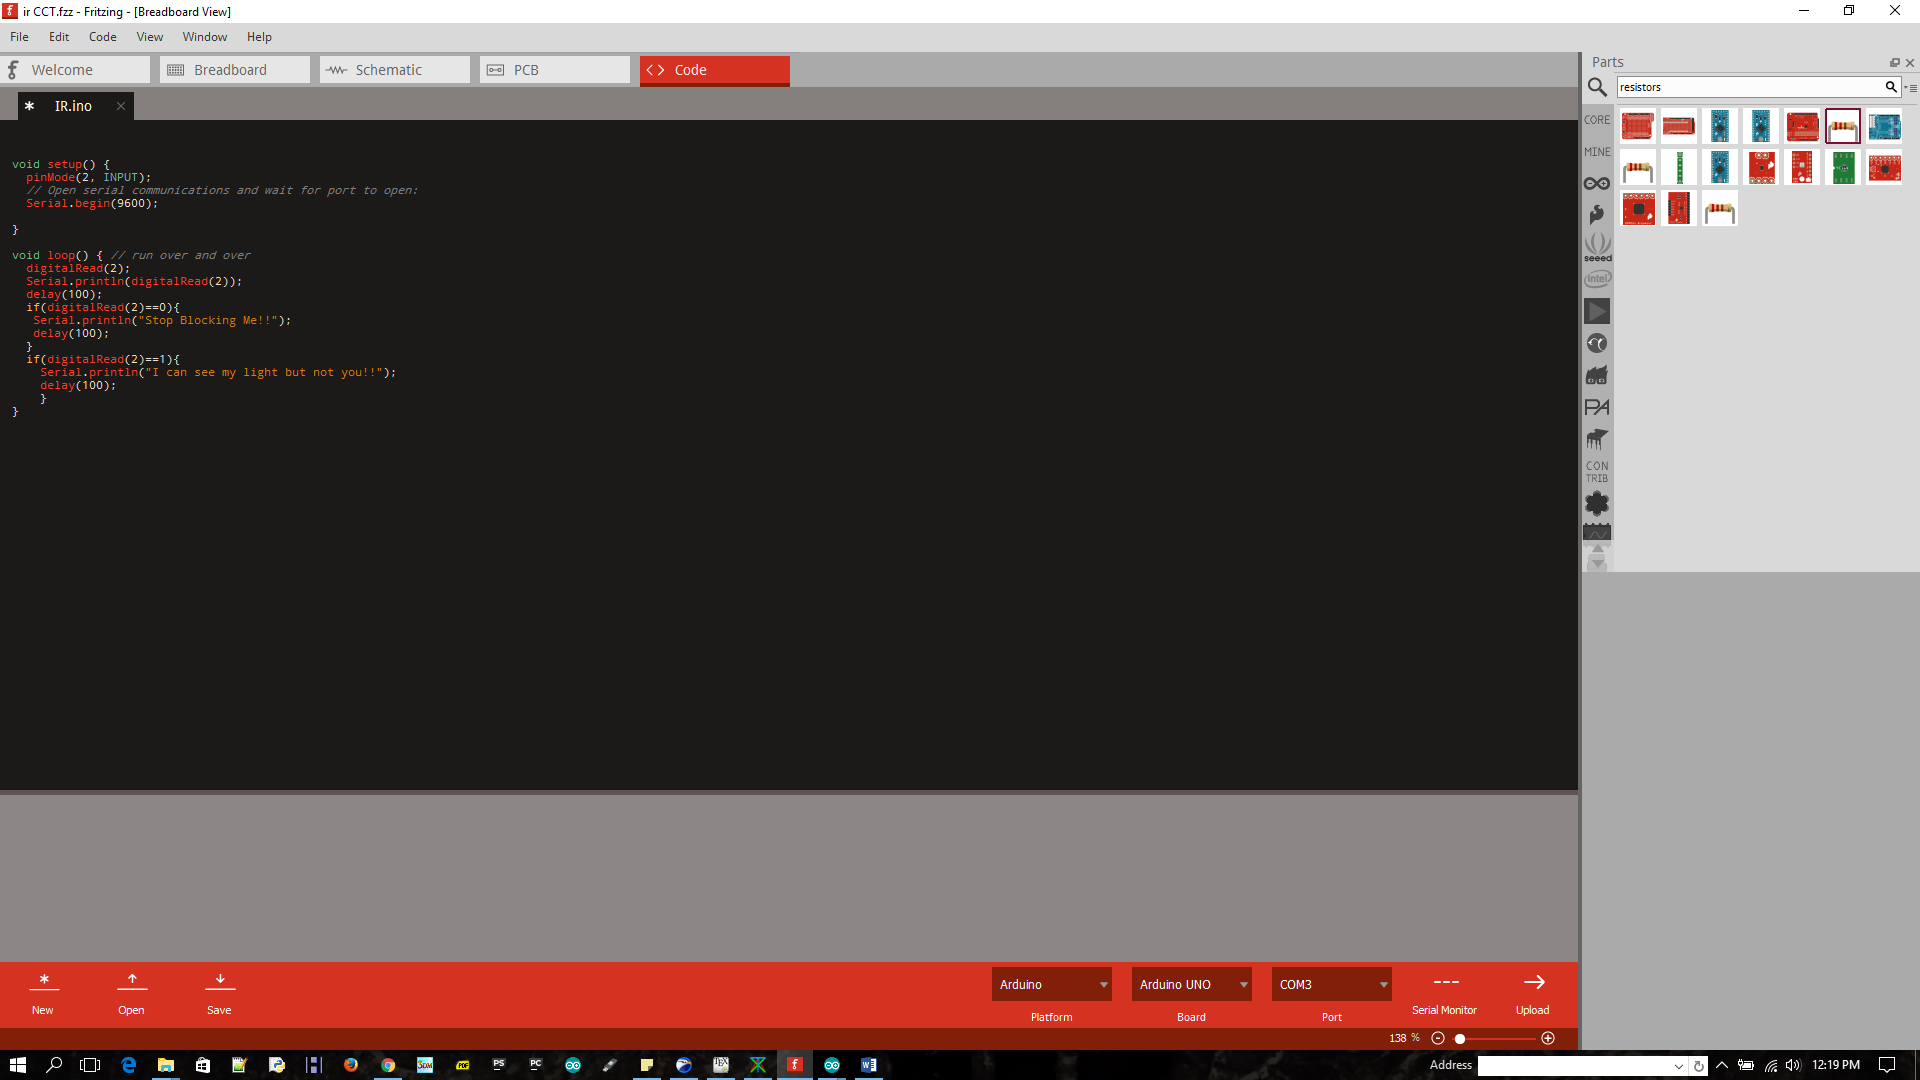 ir CCT.fzz - Fritzing - [Breadboard View]
File Edit Code View Window Help
Welcome Breadboard Schematic PCB Code
* IR.ino
void setup() {
  pinMode(2, INPUT);
  // Open serial communications and wait for port to open:
  Serial.begin(9600);
}
void loop() { // run over and over
  digitalRead(2);
  Serial.println(digitalRead(2));
  delay(100);
  if(digitalRead(2)==0){
   Serial.println("Stop Blocking Me!!");
   delay(100);
  }
  if(digitalRead(2)==1){
    Serial.println("I can see my light but not you!!");
    delay(100);
    }
}
Parts
resistors
CORE
MINE
seeed
intel
PA
CON
TRIB
New Open Save
Arduino Arduino UNO COM3
Platform Board Port Serial Monitor Upload
138 %
PS PC
Address
12:19 PM